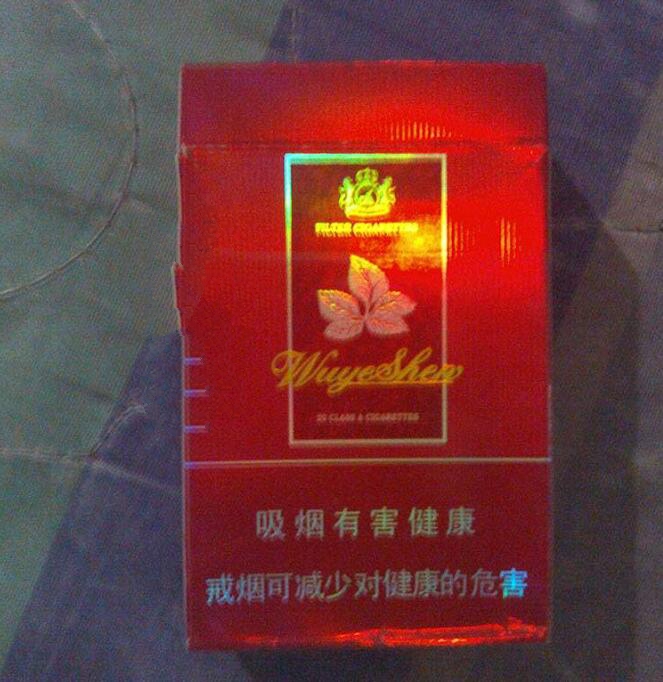 FILTER CIGARETTES
WuyeShen
20 CLASS A CIGARETTES
吸烟有害健康
戒烟可减少对健康的危害